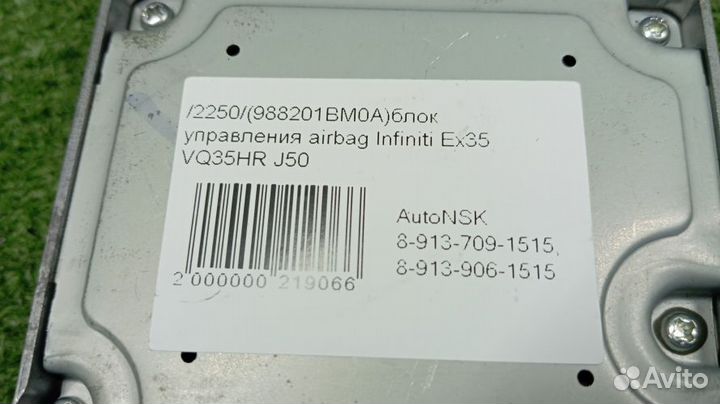 /2250/(988201BM0A)блок
управления airbag Infiniti Ex35
VQ35HR J50
AutoNSK
8-913-709-1515,
8-913-906-1515
2 000000 219066
Avito